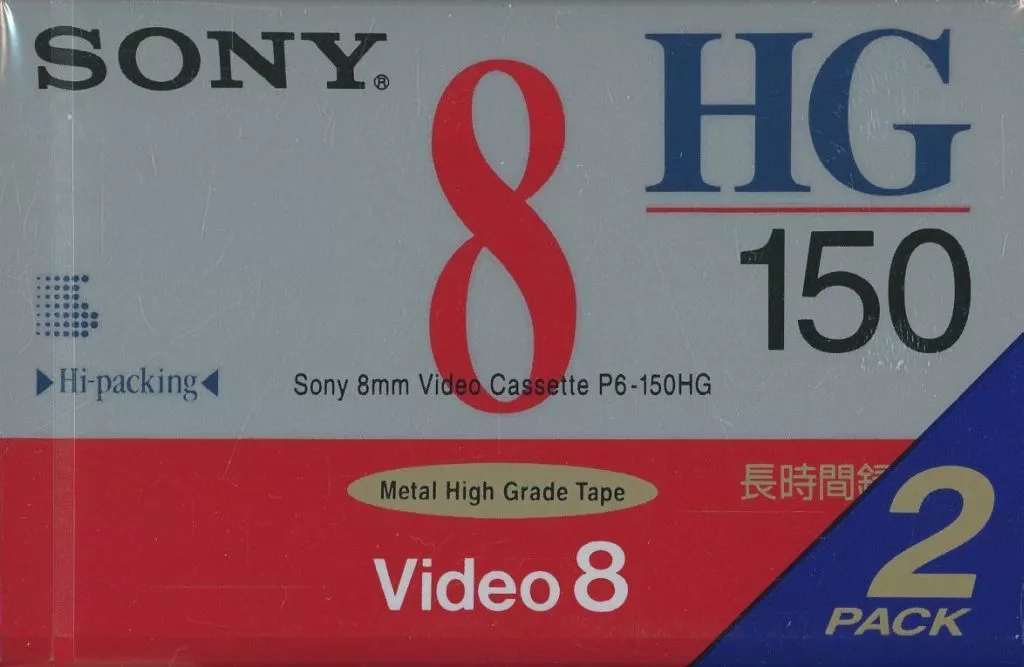 SONY®
8
HG
150
▶Hi-packing◀
Sony 8mm Video Cassette P6-150HG
Metal High Grade Tape
長時間録
Video 8
2
PACK